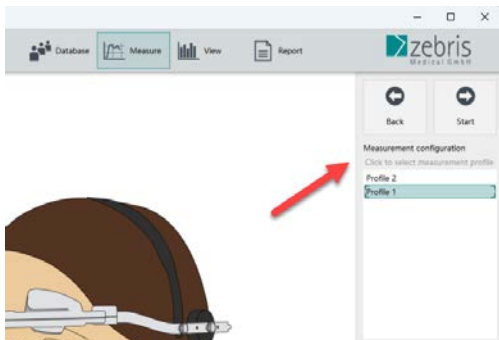 Database
Measure
View
Report
zebris
Medical GmbH
Back
Start
Measurement configuration
Click to select measurement profile
Profile 2
Profile 1